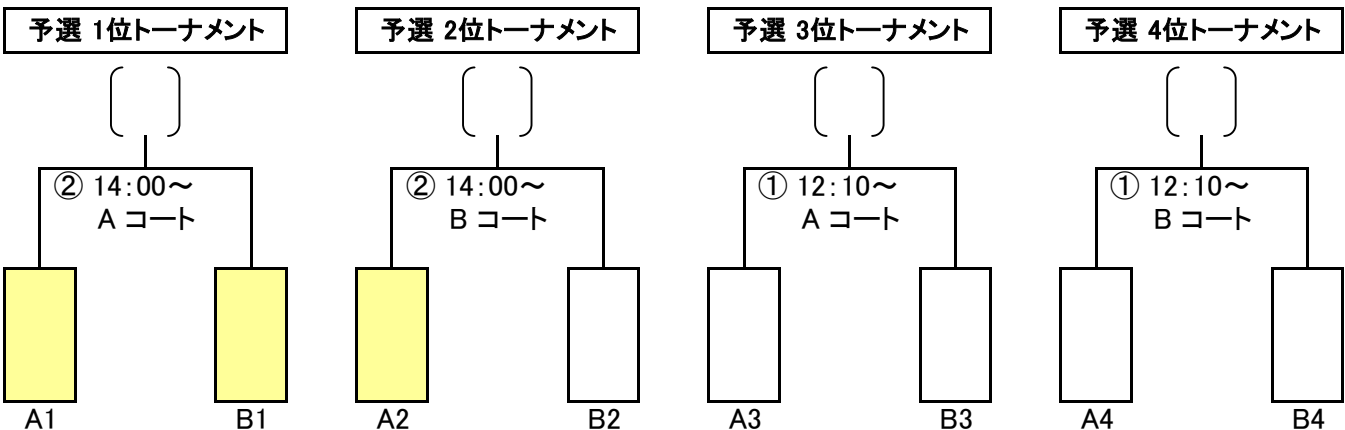 予選 1位トーナメント
予選 2位トーナメント
予選 3位トーナメント
予選 4位トーナメント
② 14:00～
A コート
② 14:00～
B コート
① 12:10～
A コート
① 12:10～
B コート
A1
B1
A2
B2
A3
B3
A4
B4